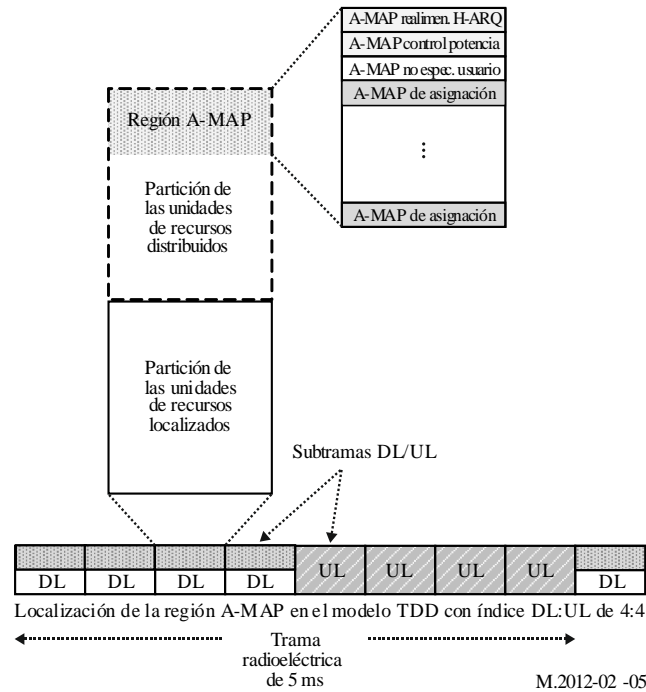 A-MAP realimen. H-ARQ
A-MAP control potencia
A-MAP no espec. usuario
A-MAP de asignación
⋮
A-MAP de asignación
Región A-MAP
Partición de
las unidades
de recursos
distribuidos
Partición de
las unidades
de recursos
localizados
Subtramas DL/UL
DL DL DL DL UL UL UL UL DL
Localización de la región A-MAP en el modelo TDD con índice DL:UL de 4:4
Trama
radioeléctrica
de 5 ms
M.2012-02 -05